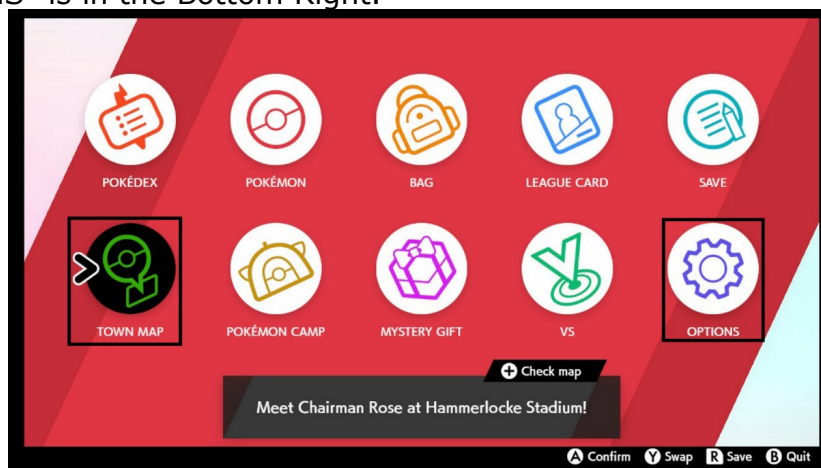 is in the Bottom Right.
POKÉDEX POKÉMON BAG LEAGUE CARD SAVE
TOWN MAP POKÉMON CAMP MYSTERY GIFT VS OPTIONS
+ Check map
Meet Chairman Rose at Hammerlocke Stadium!
A Confirm Y Swap R Save B Quit